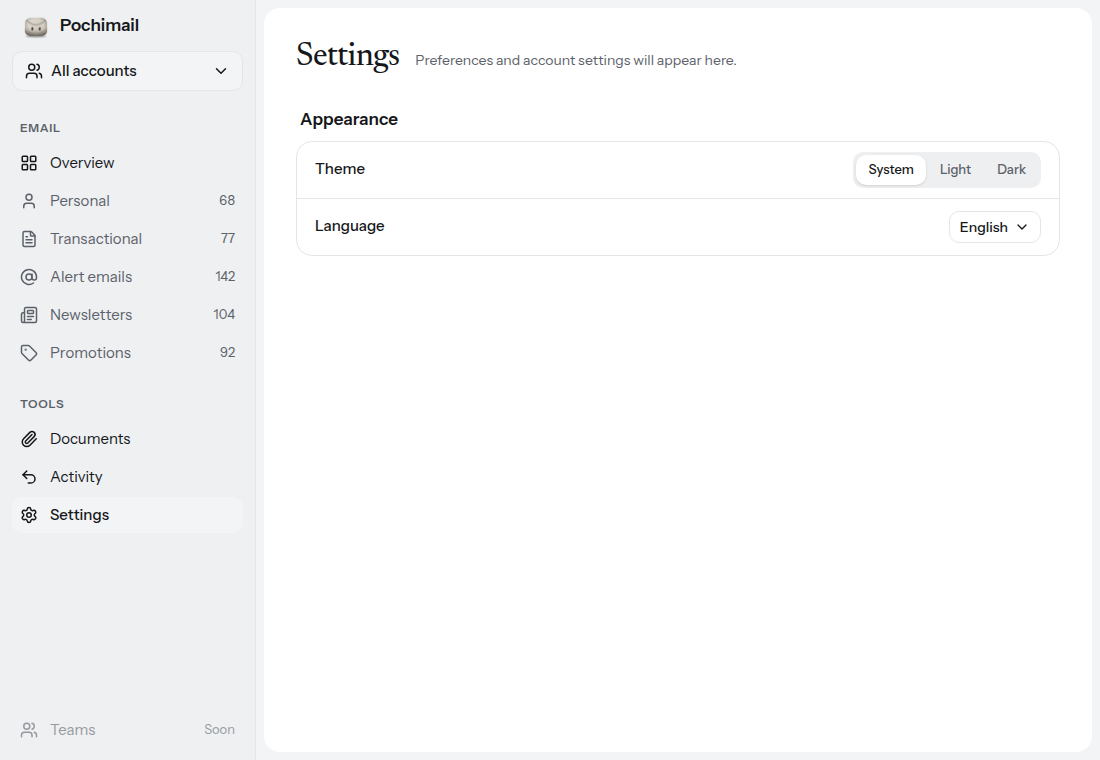 Pochimail
All accounts
EMAIL
Overview
Personal 68
Transactional 77
Alert emails 142
Newsletters 104
Promotions 92
TOOLS
Documents
Activity
Settings
Teams Soon
Settings Preferences and account settings will appear here.
Appearance
Theme System Light Dark
Language English